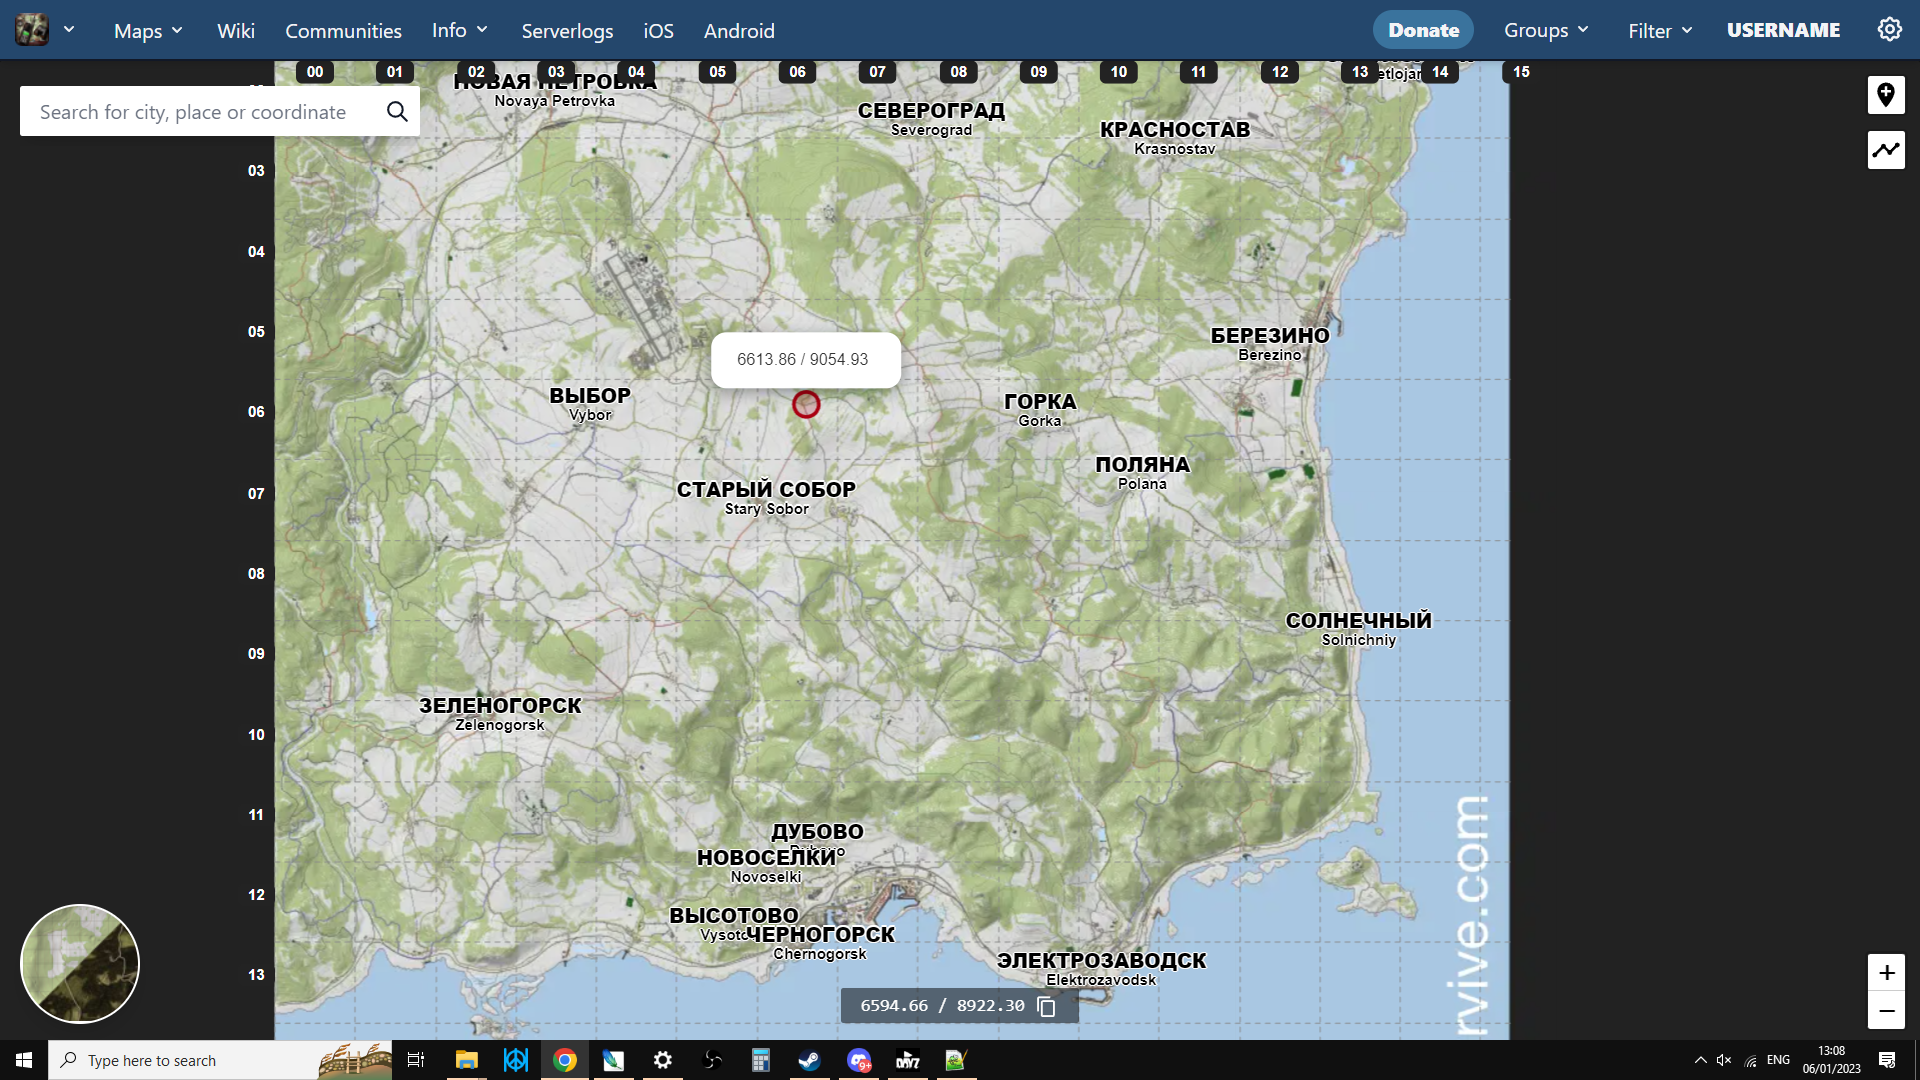 Maps Wiki Communities Info Serverlogs iOS Android Donate Groups Filter USERNAME
00 01 02 03 04 05 06 07 08 09 10 11 12 13 14 15
НОВАЯ ПЕТРОВКА
Novaya Petrovka
Search for city, place or coordinate
СЕВЕРОГРАД
Severograd
КРАСНОСТАВ
Krasnostav
03
04
05
БЕРЕЗИНО
Berezino
6613.86 / 9054.93
ВЫБОР
Vybor
ГОРКА
Gorka
06
ПОЛЯНА
Polana
07
СТАРЫЙ СОБОР
Stary Sobor
08
СОЛНЕЧНЫЙ
Solnichniy
09
ЗЕЛЕНОГОРСК
Zelenogorsk
10
11
ДУБОВО
НОВОСЕЛКИ
Novoselki
12
ВЫСОТОВО
ЧЕРНОГОРСК
Chernogorsk
13
ЭЛЕКТРОЗАВОДСК
Elektrozavodsk
rvive.com
6594.66 / 8922.30
+
−
Type here to search
9+
DAYZ
ENG
13:08
06/01/2023